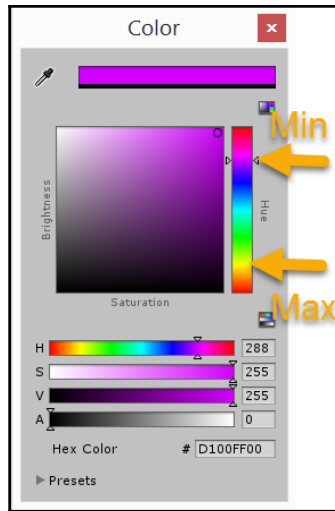 Color
x
Min
Brightness
Hue
Saturation
Max
H 288
S 255
V 255
A 0
Hex Color # D100FF00
Presets